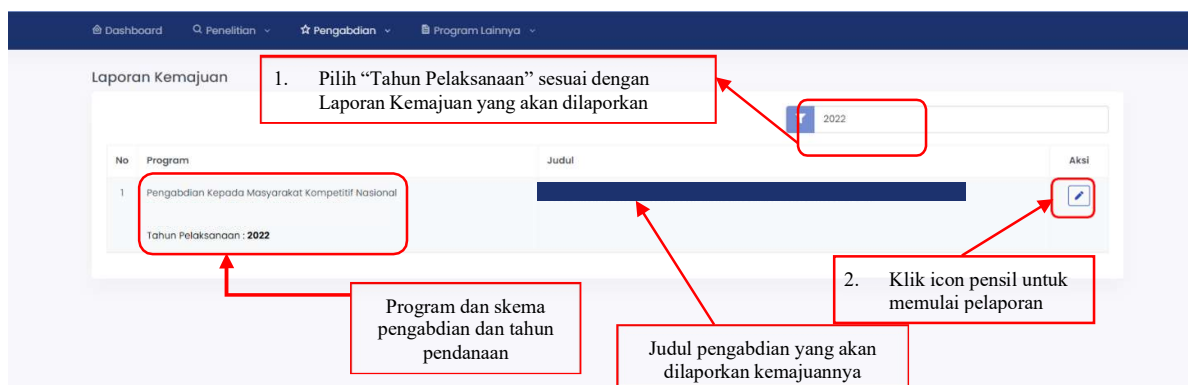 Dashboard Penelitian Pengabdian Program Lainnya
Laporan Kemajuan
1. Pilih “Tahun Pelaksanaan” sesuai dengan
Laporan Kemajuan yang akan dilaporkan
2022
No Program Judul Aksi
1 Pengabdian Kepada Masyarakat Kompetitif Nasional
Tahun Pelaksanaan : 2022
2. Klik icon pensil untuk
memulai pelaporan
Program dan skema
pengabdian dan tahun
pendanaan
Judul pengabdian yang akan
dilaporkan kemajuannya